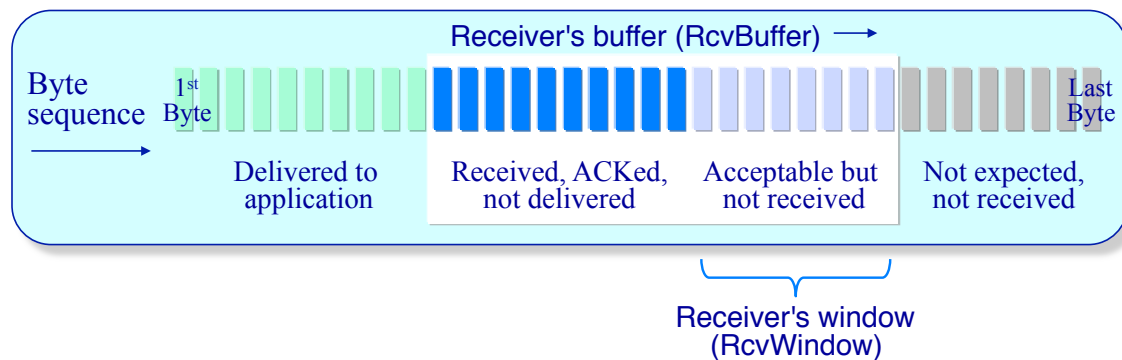 Receiver's buffer (RcvBuffer)
Byte
sequence
1st
Byte
Last
Byte
Delivered to
application
Received, ACKed,
not delivered
Acceptable but
not received
Not expected,
not received
Receiver's window
(RcvWindow)